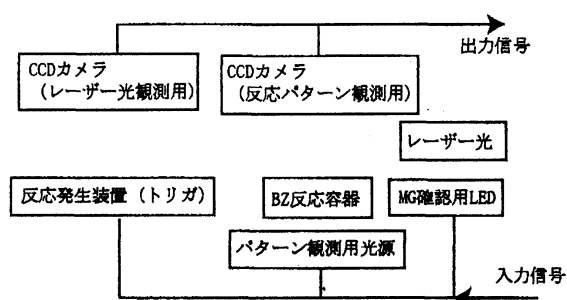 出力信号
CCDカメラ
(レーザー光観測用)
CCDカメラ
(反応パターン観測用)
レーザー光
反応発生装置(トリガ)
BZ反応容器
MG確認用LED
パターン観測用光源
入力信号